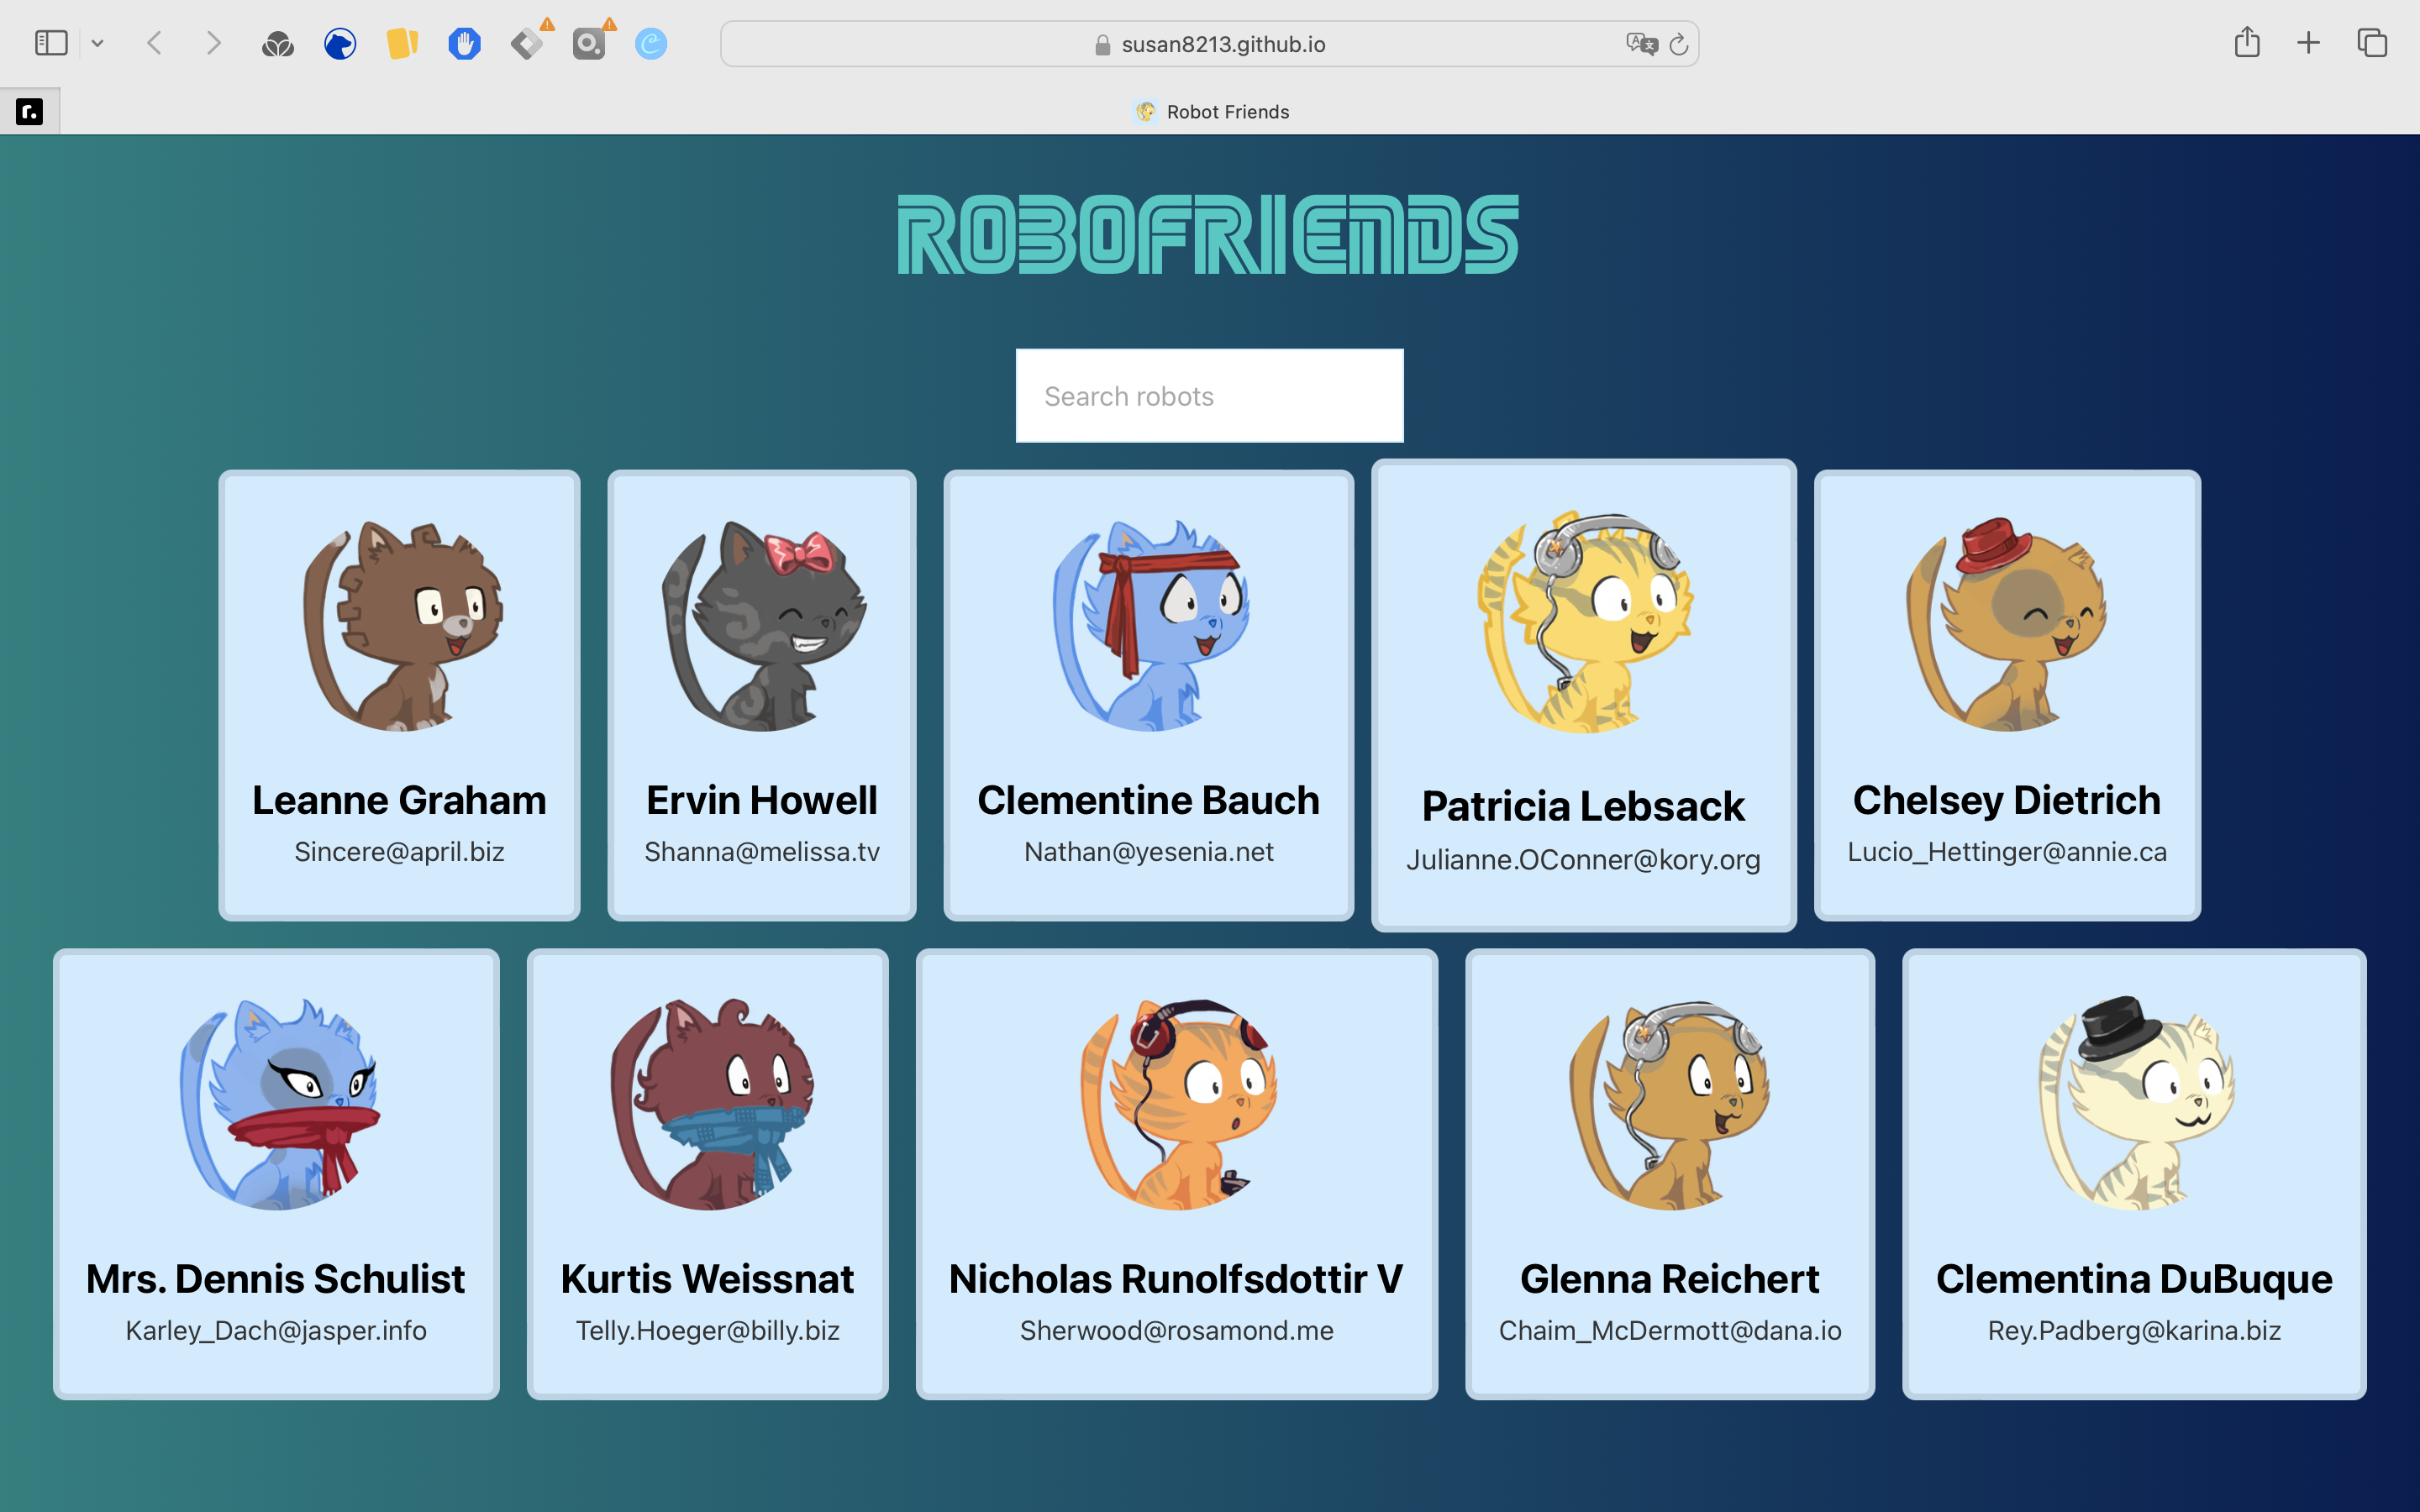 susan8213.github.io
r.
Robot Friends
ROBOFRIENDS
Search robots
Leanne Graham
Sincere@april.biz
Ervin Howell
Shanna@melissa.tv
Clementine Bauch
Nathan@yesenia.net
Patricia Lebsack
Julianne.OConner@kory.org
Chelsey Dietrich
Lucio_Hettinger@annie.ca
Mrs. Dennis Schulist
Karley_Dach@jasper.info
Kurtis Weissnat
Telly.Hoeger@billy.biz
Nicholas Runolfsdottir V
Sherwood@rosamond.me
Glenna Reichert
Chaim_McDermott@dana.io
Clementina DuBuque
Rey.Padberg@karina.biz